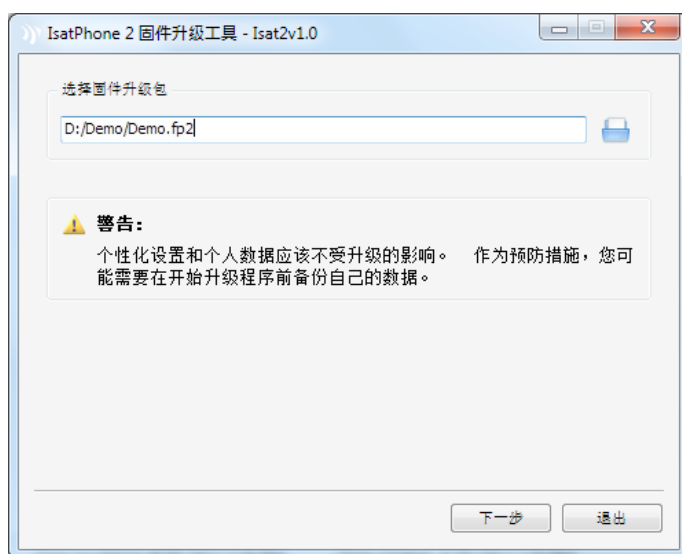 IsatPhone 2 固件升级工具 - Isat2v1.0
选择固件升级包
D:/Demo/Demo.fp2
警告:
个性化设置和个人数据应该不受升级的影响。 作为预防措施，您可
能需要在开始升级程序前备份自己的数据。
下一步 退出